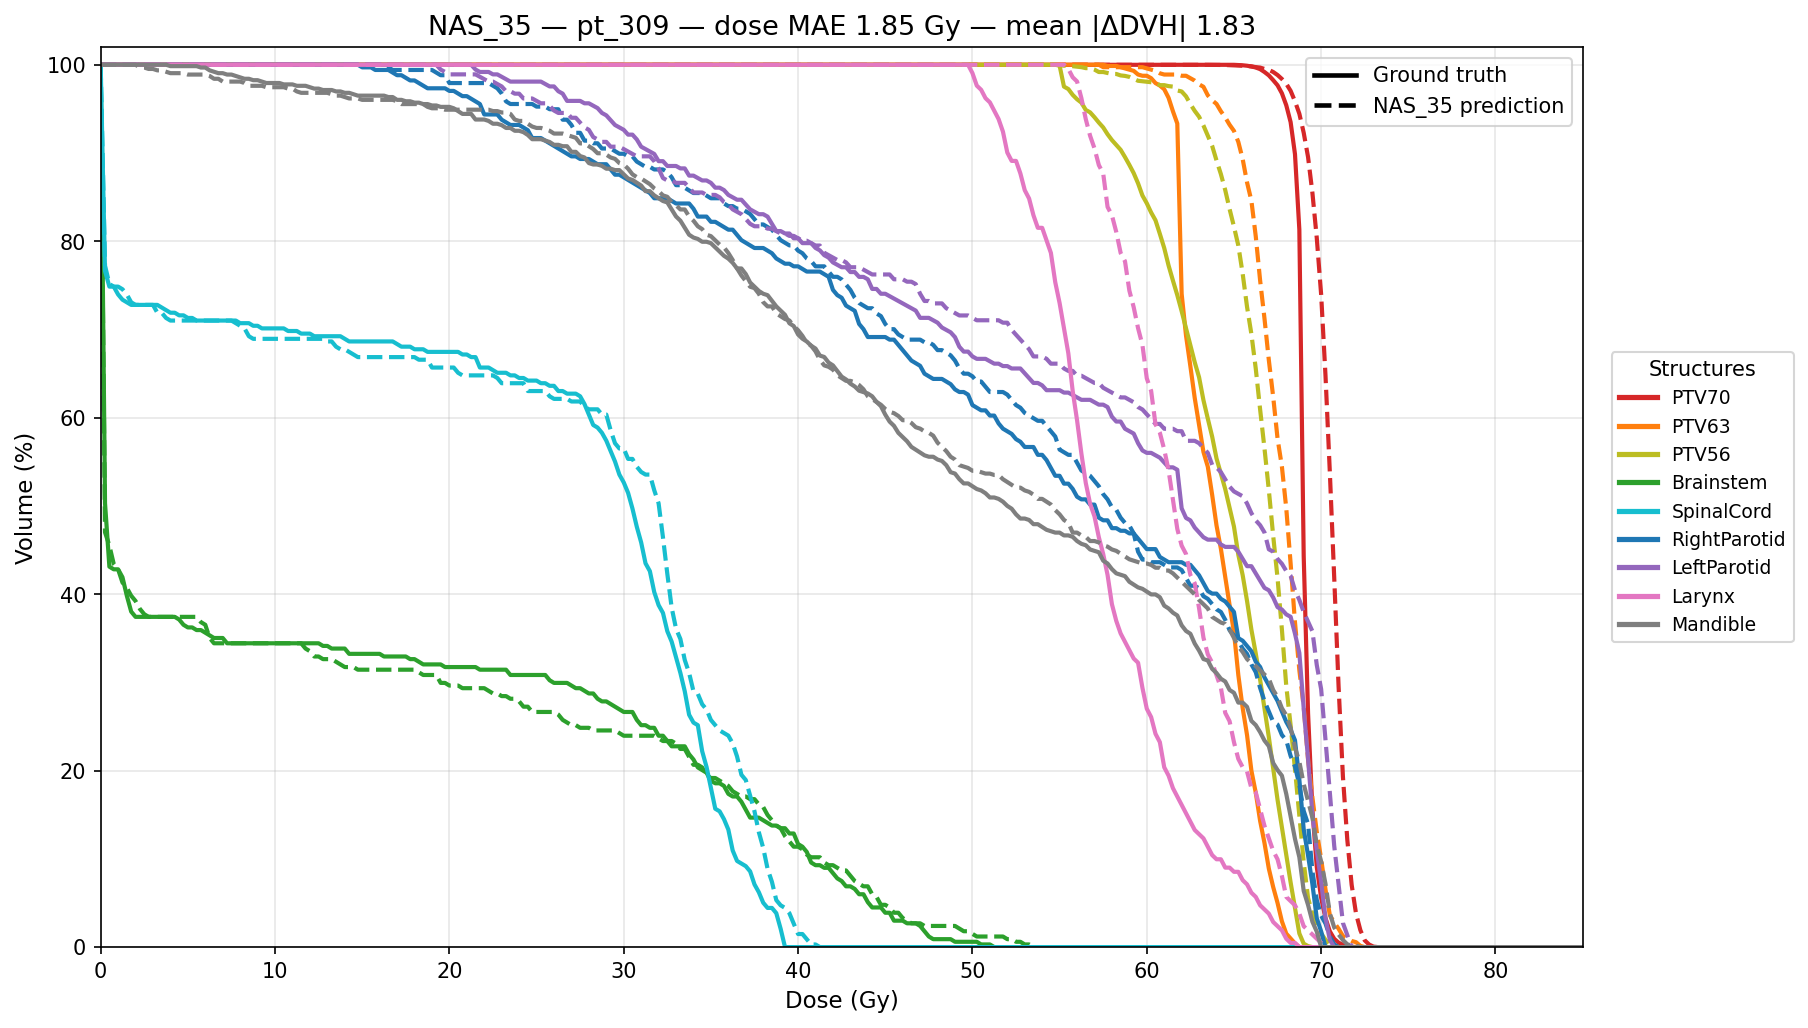 NAS_35 — pt_309 — dose MAE 1.85 Gy — mean |ΔDVH| 1.83
Ground truth
NAS_35 prediction
Volume (%)
100
80
60
40
20
0
0 10 20 30 40 50 60 70 80
Dose (Gy)
Structures
PTV70
PTV63
PTV56
Brainstem
SpinalCord
RightParotid
LeftParotid
Larynx
Mandible